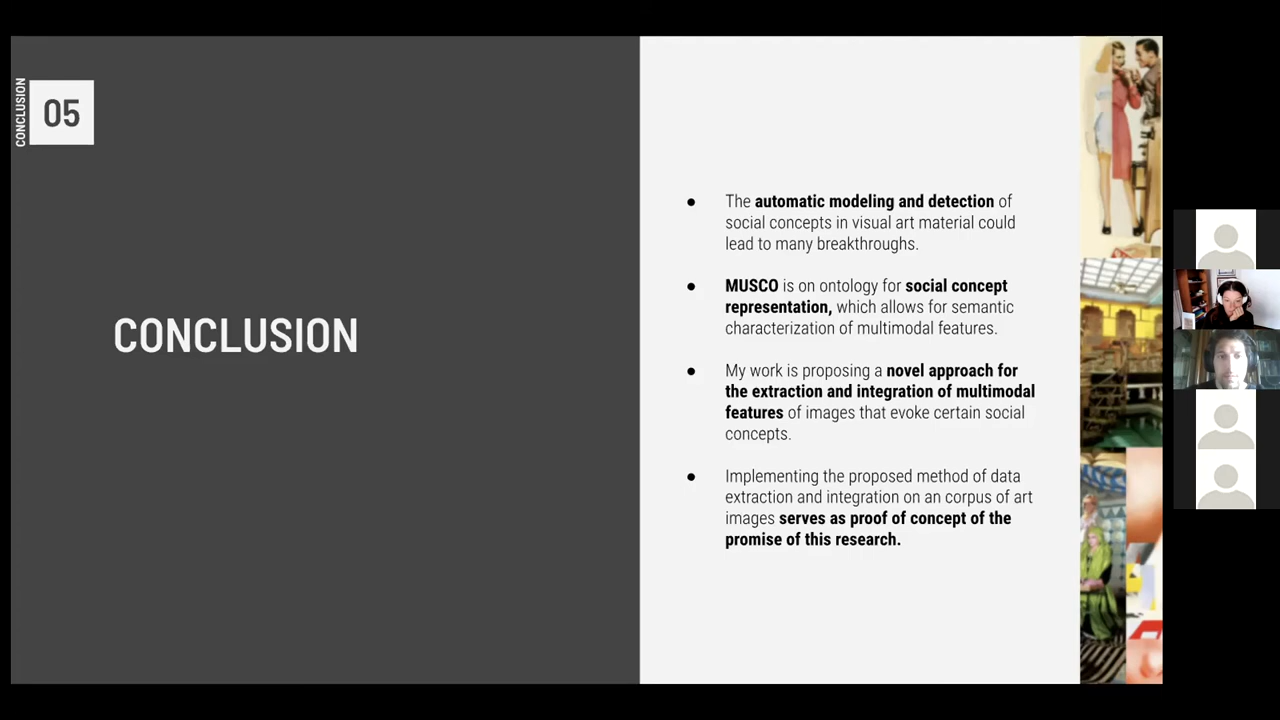 CONCLUSION
05
CONCLUSION
● The automatic modeling and detection of
social concepts in visual art material could
lead to many breakthroughs.
● MUSCO is on ontology for social concept
representation, which allows for semantic
characterization of multimodal features.
● My work is proposing a novel approach for
the extraction and integration of multimodal
features of images that evoke certain social
concepts.
● Implementing the proposed method of data
extraction and integration on an corpus of art
images serves as proof of concept of the
promise of this research.